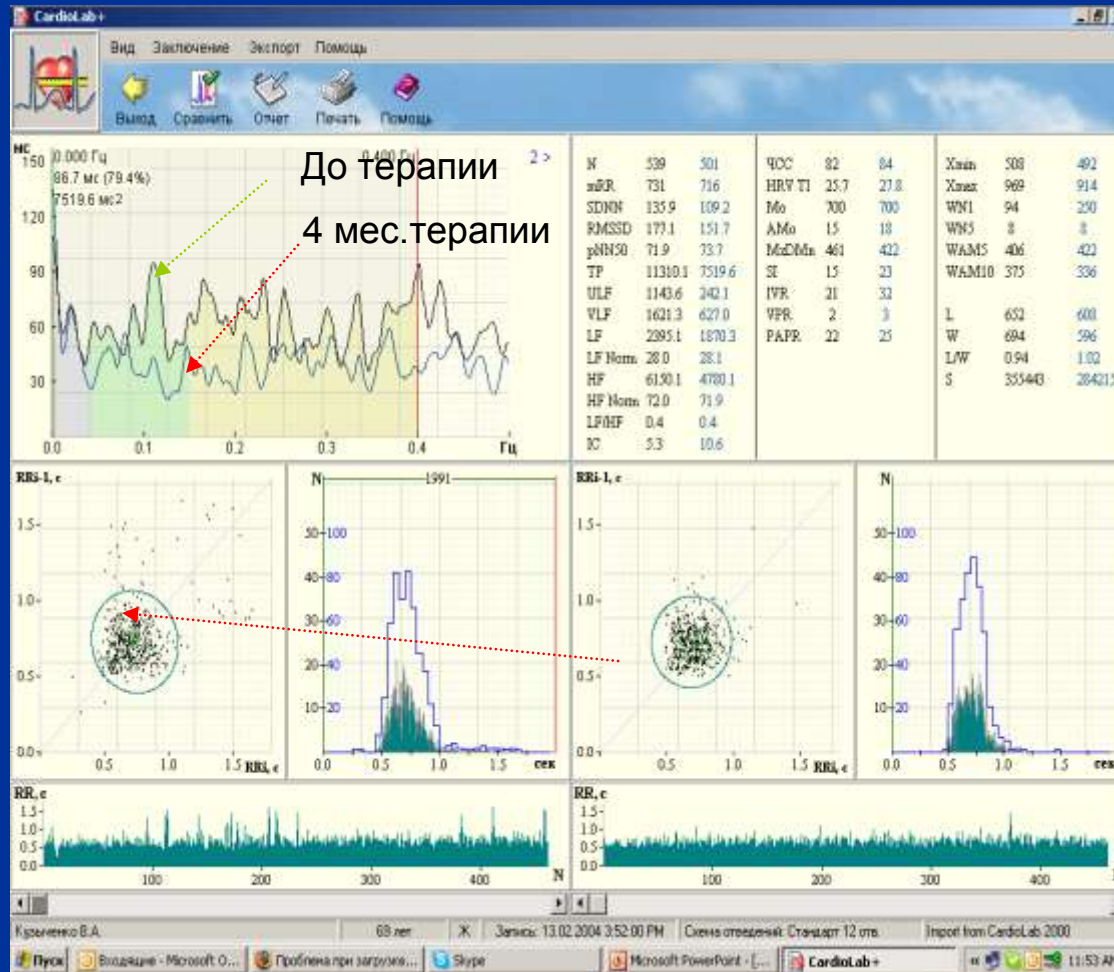 CardioLab+
Вид Заключение Экспорт Помощь
Выход Сравнить Отчет Печать Помощь
мс
150
120
90
60
30
0.000 Гц
0.400 Гц
2 >
86.7 мс (79.4%)
7519.6 мс2
До терапии
4 мес.терапии
0.0 0.1 0.2 0.3 0.4 Гц
N 539 501
mRR 731 716
SDNN 135.9 109.2
RMSSD 177.1 151.7
pNN50 71.9 73.7
TP 11310.1 7519.6
ULF 1143.6 242.1
VLF 1621.3 627.0
LF 2395.1 1870.3
LF Norm 28.0 28.1
HF 6150.1 4780.1
HF Norm 72.0 71.9
LF/HF 0.4 0.4
IC 5.3 10.6
ЧСС 82 84
HRV TI 25.7 27.8
Mo 700 700
AMo 15 18
MxDMn 461 422
SI 15 23
IVR 21 32
VPR 2 3
PAPR 22 25
Xmin 508 492
Xmax 969 914
WN1 94 250
WN5 8 8
WAM5 406 422
WAM10 375 336
L 652 608
W 694 596
L/W 0.94 1.02
S 355443 284215
RRi-1, с
1.5
1.0
0.5
0.0
0.5 1.0 1.5 RRi, с
N
1991
50 100
40 80
30 60
20 40
10 20
0.0 0.5 1.0 1.5 сек
RRi-1, с
1.5
1.0
0.5
0.0
0.5 1.0 1.5 RRi, с
N
50 100
40 80
30 60
20 40
10 20
0.0 0.5 1.0 1.5 сек
RR, с
1.5
1.0
0.5
0.0
100 200 300 400 N
RR, с
1.5
1.0
0.5
0.0
100 200 300 400
Кузьменко В.А. 69 лет Ж Запись: 13.02.2004 3:52:00 PM Схема отведений: Стандарт 12 отв. Import from CardioLab 2000
Пуск Входящие - Microsoft O... Проблема при загрузке... Skype Microsoft PowerPoint - [... CardioLab+ 11:53 AM